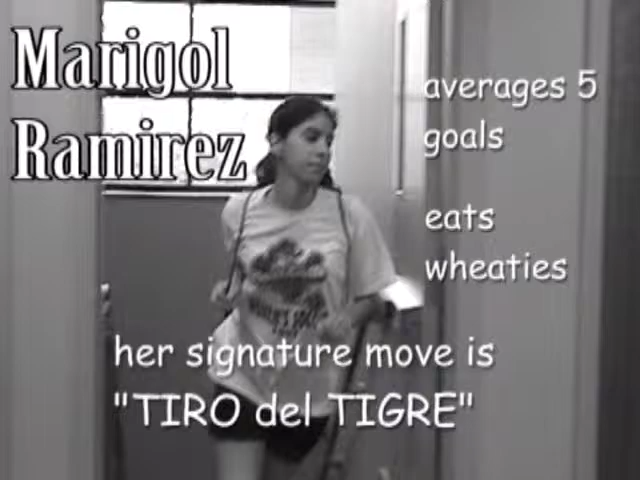 Marigol
Ramirez
averages 5
goals
eats
wheaties
her signature move is
"TIRO del TIGRE"